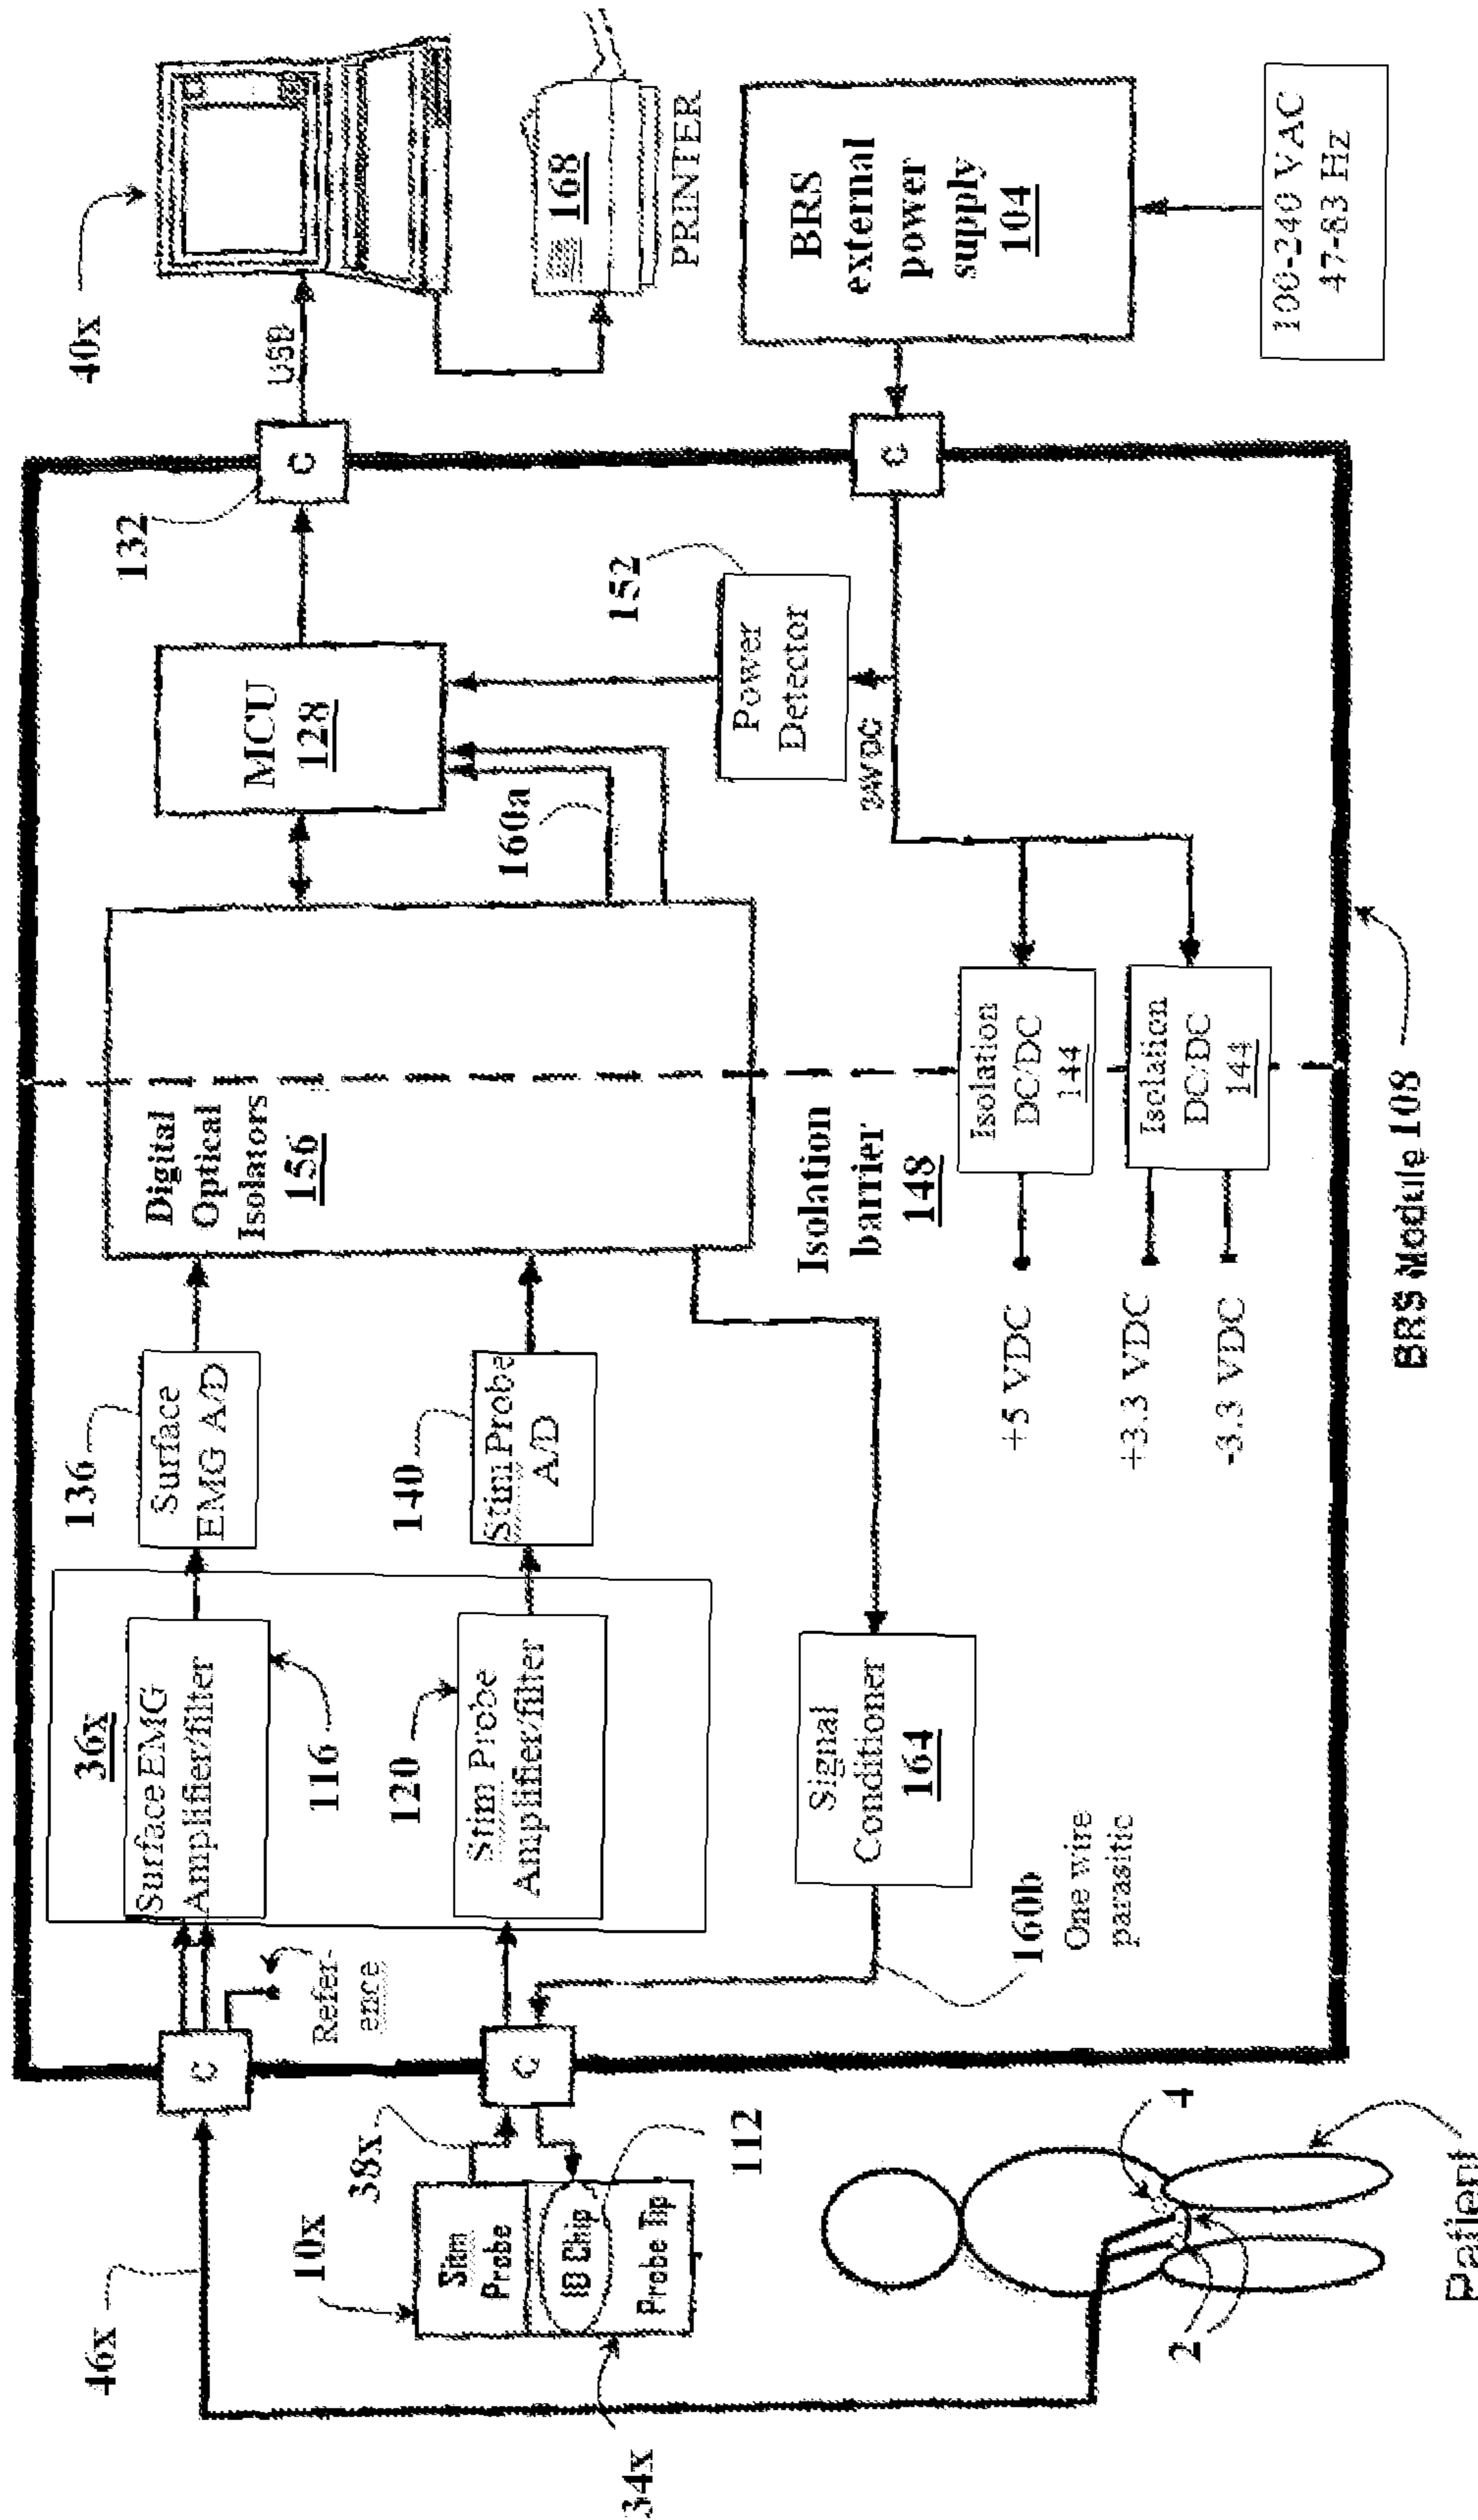 46x
10x
34x
38x
Stim
Probe
ID Chip
Probe Tip
112
2
4
Patient
C
C
Refer-
ence
36x
Surface EMG
Amplifier/filter
116
120
Stim Probe
Amplifier/filter
Signal
Conditioner
164
160b
One wire
parasitic
136
Surface
EMG A/D
140
Stim Probe
A/D
Digital
Optical
Isolators
156
Isolation
barrier
148
+5 VDC
+3.3 VDC
-3.3 VDC
Isolation
DC/DC
144
Isolation
DC/DC
144
BRS Module 108
160a
MCU
128
132
152
Power
Detector
C
C
USB
40x
168
PRINTER
BRS
external
power
supply
104
100-240 VAC
47-63 Hz